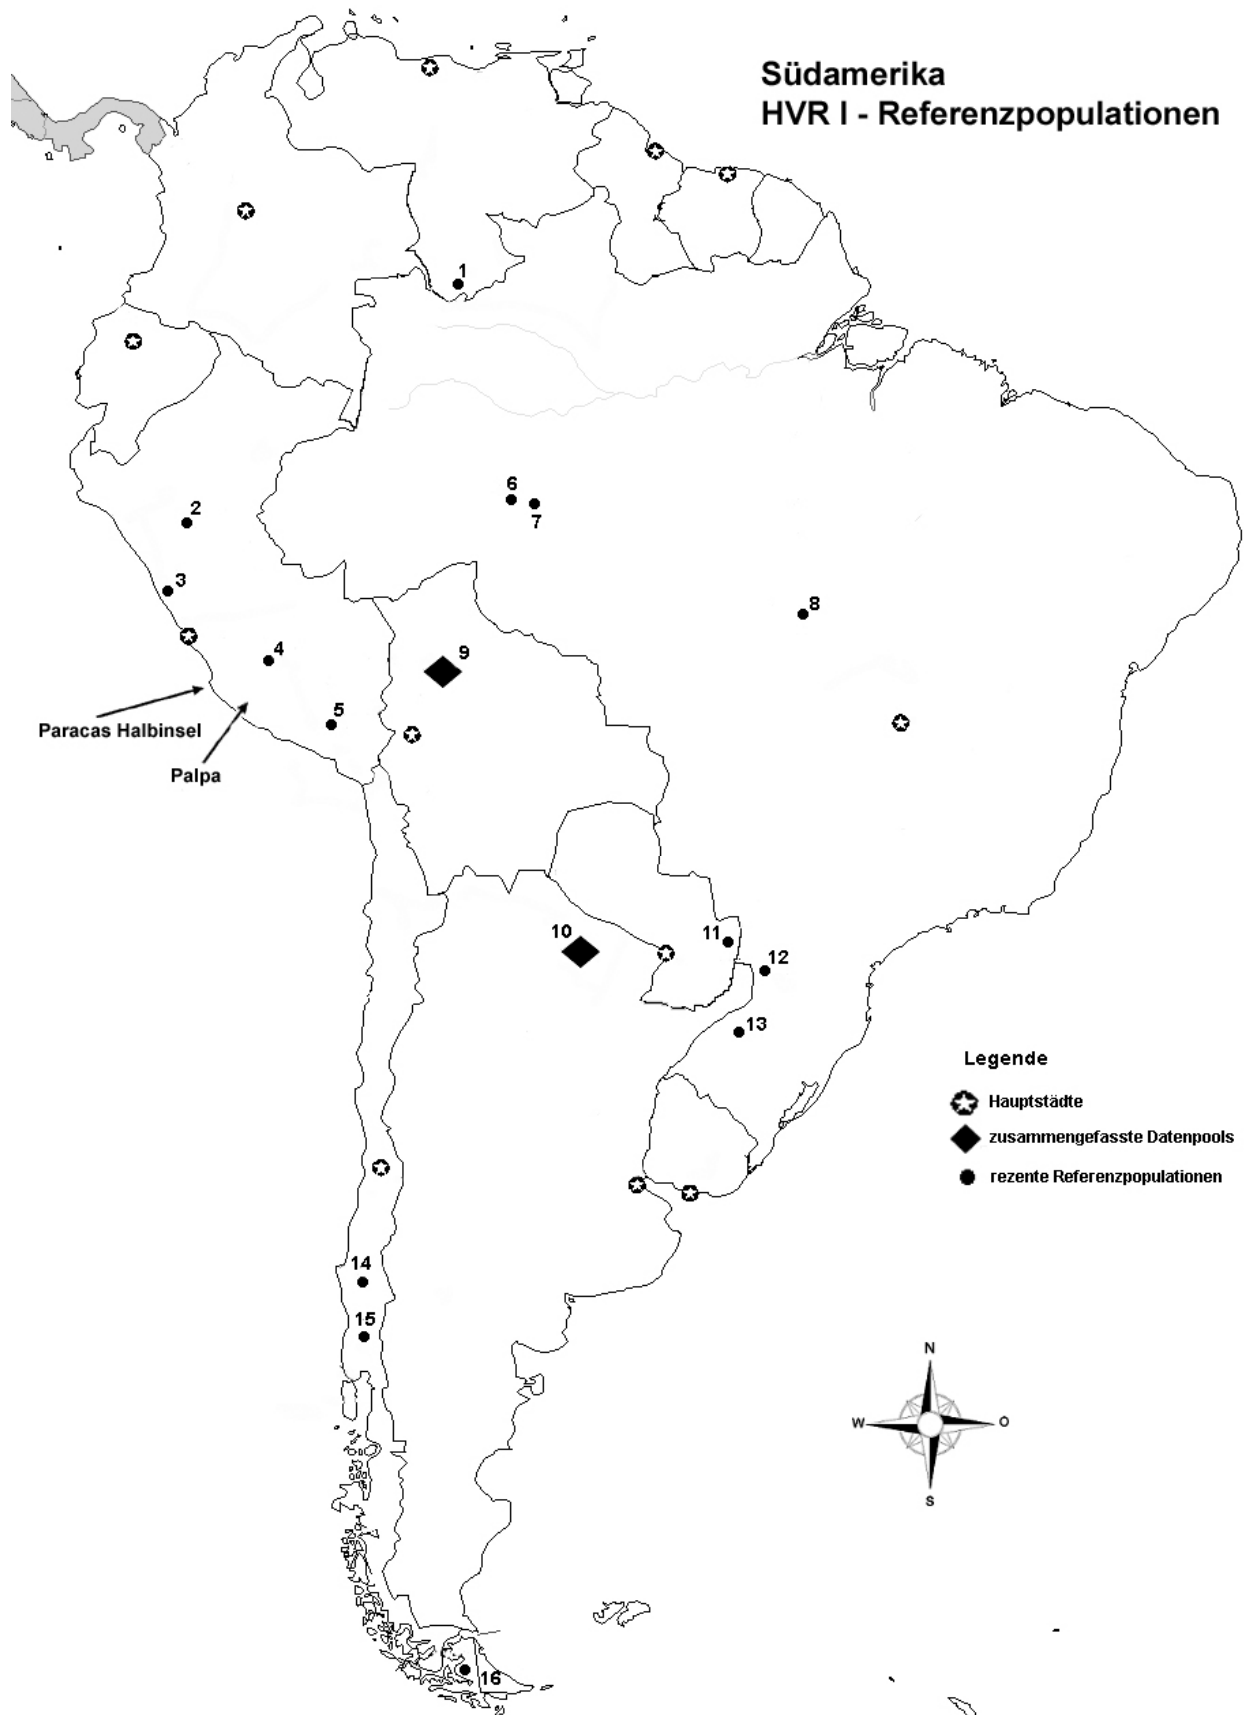 Südamerika
HVR I - Referenzpopulationen
1
2
3
4
5
6
7
8
9
Paracas Halbinsel
Palpa
10
11
12
13
Legende
Hauptstädte
zusammengefasste Datenpools
rezente Referenzpopulationen
14
15
N
W
O
S
16